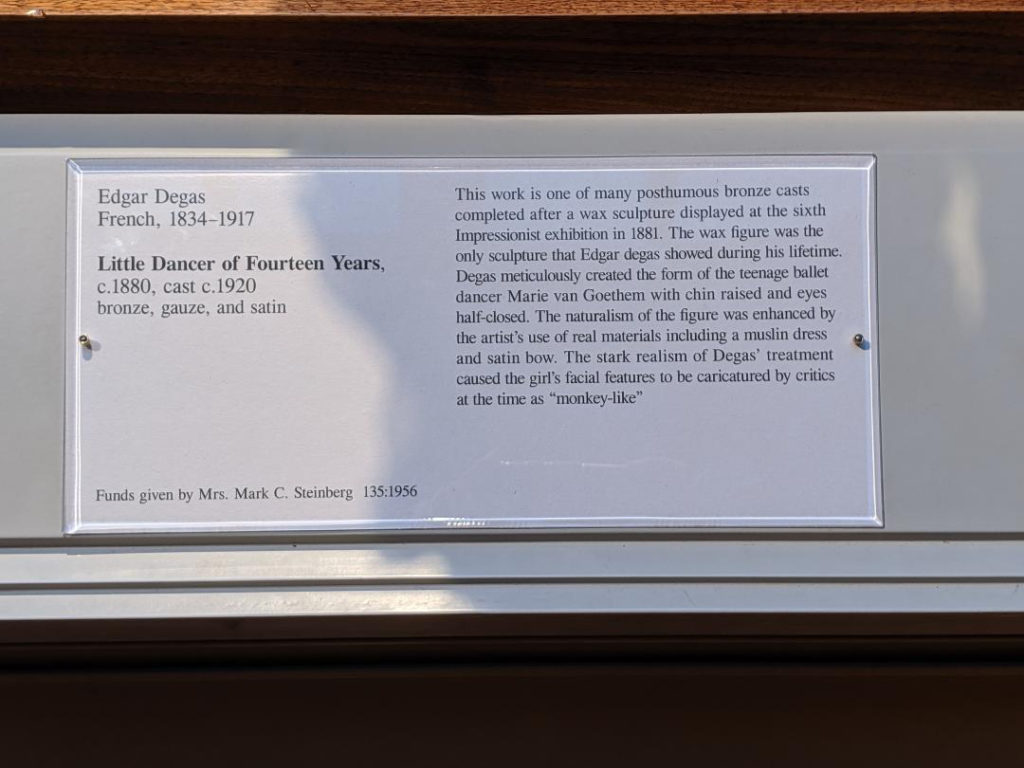 Edgar Degas
French, 1834–1917
Little Dancer of Fourteen Years,
c.1880, cast c.1920
bronze, gauze, and satin
Funds given by Mrs. Mark C. Steinberg 135:1956
This work is one of many posthumous bronze casts
completed after a wax sculpture displayed at the sixth
Impressionist exhibition in 1881. The wax figure was the
only sculpture that Edgar degas showed during his lifetime.
Degas meticulously created the form of the teenage ballet
dancer Marie van Goethem with chin raised and eyes
half-closed. The naturalism of the figure was enhanced by
the artist's use of real materials including a muslin dress
and satin bow. The stark realism of Degas' treatment
caused the girl's facial features to be caricatured by critics
at the time as “monkey-like”